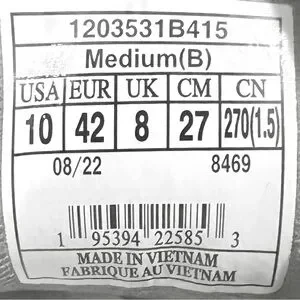 1203531B415
Medium(B)
USA EUR UK CM CN
10 42 8 27 270(1.5)
08/22 8469
1 95394 22585 3
MADE IN VIETNAM
FABRIQUE AU VIETNAM